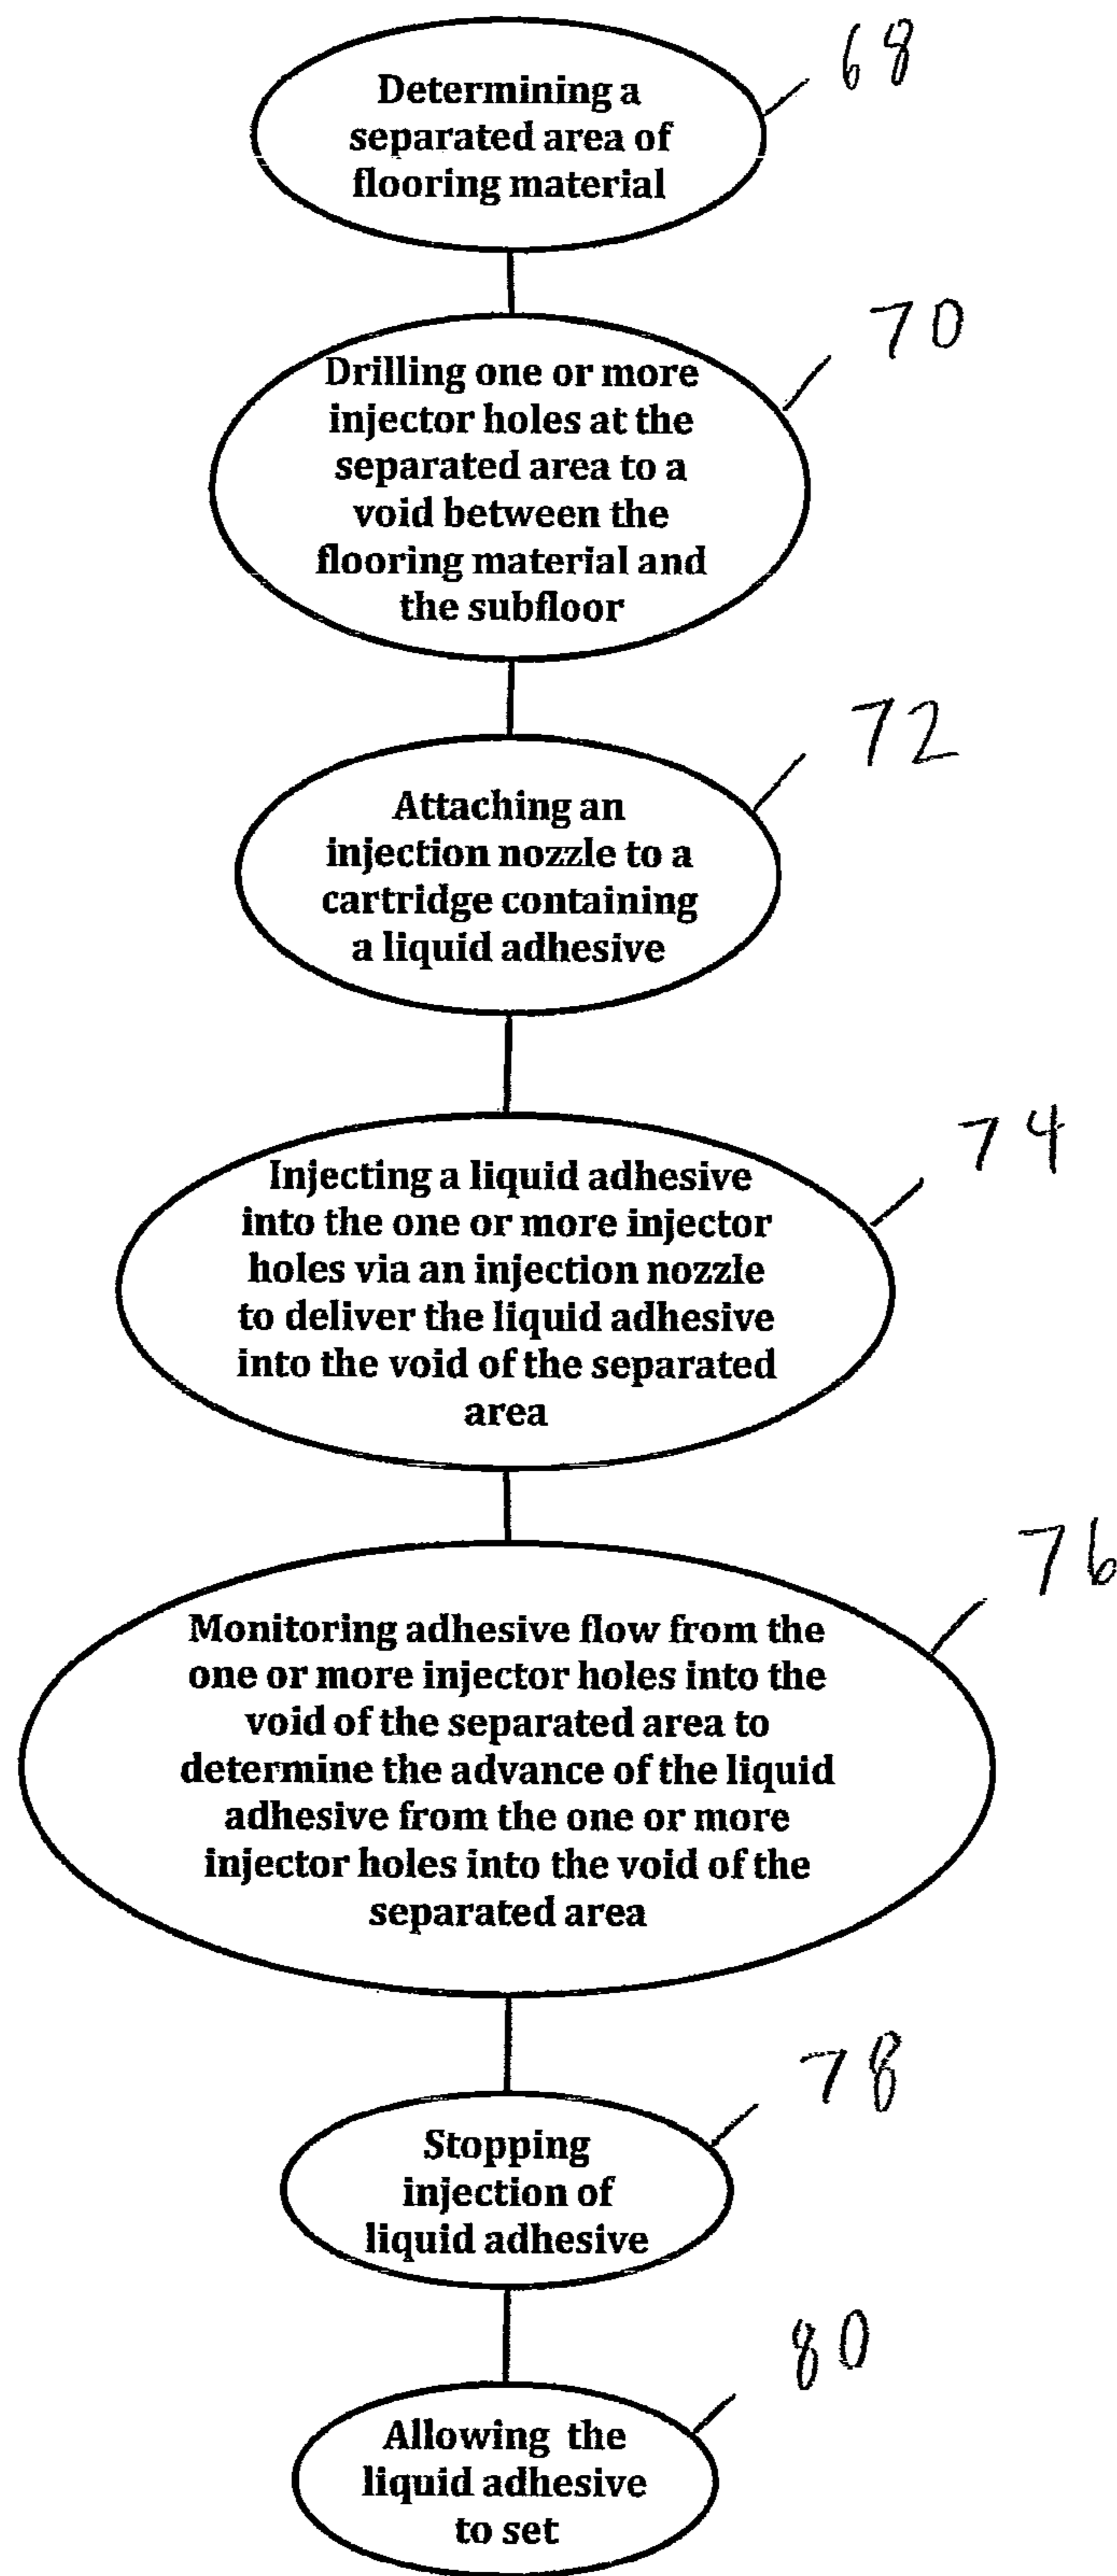 68
Determining a
separated area of
flooring material
70
Drilling one or more
injector holes at the
separated area to a
void between the
flooring material and
the subfloor
72
Attaching an
injection nozzle to a
cartridge containing
a liquid adhesive
74
Injecting a liquid adhesive
into the one or more injector
holes via an injection nozzle
to deliver the liquid adhesive
into the void of the separated
area
76
Monitoring adhesive flow from the
one or more injector holes into the
void of the separated area to
determine the advance of the liquid
adhesive from the one or more
injector holes into the void of the
separated area
78
Stopping
injection of
liquid adhesive
80
Allowing the
liquid adhesive
to set